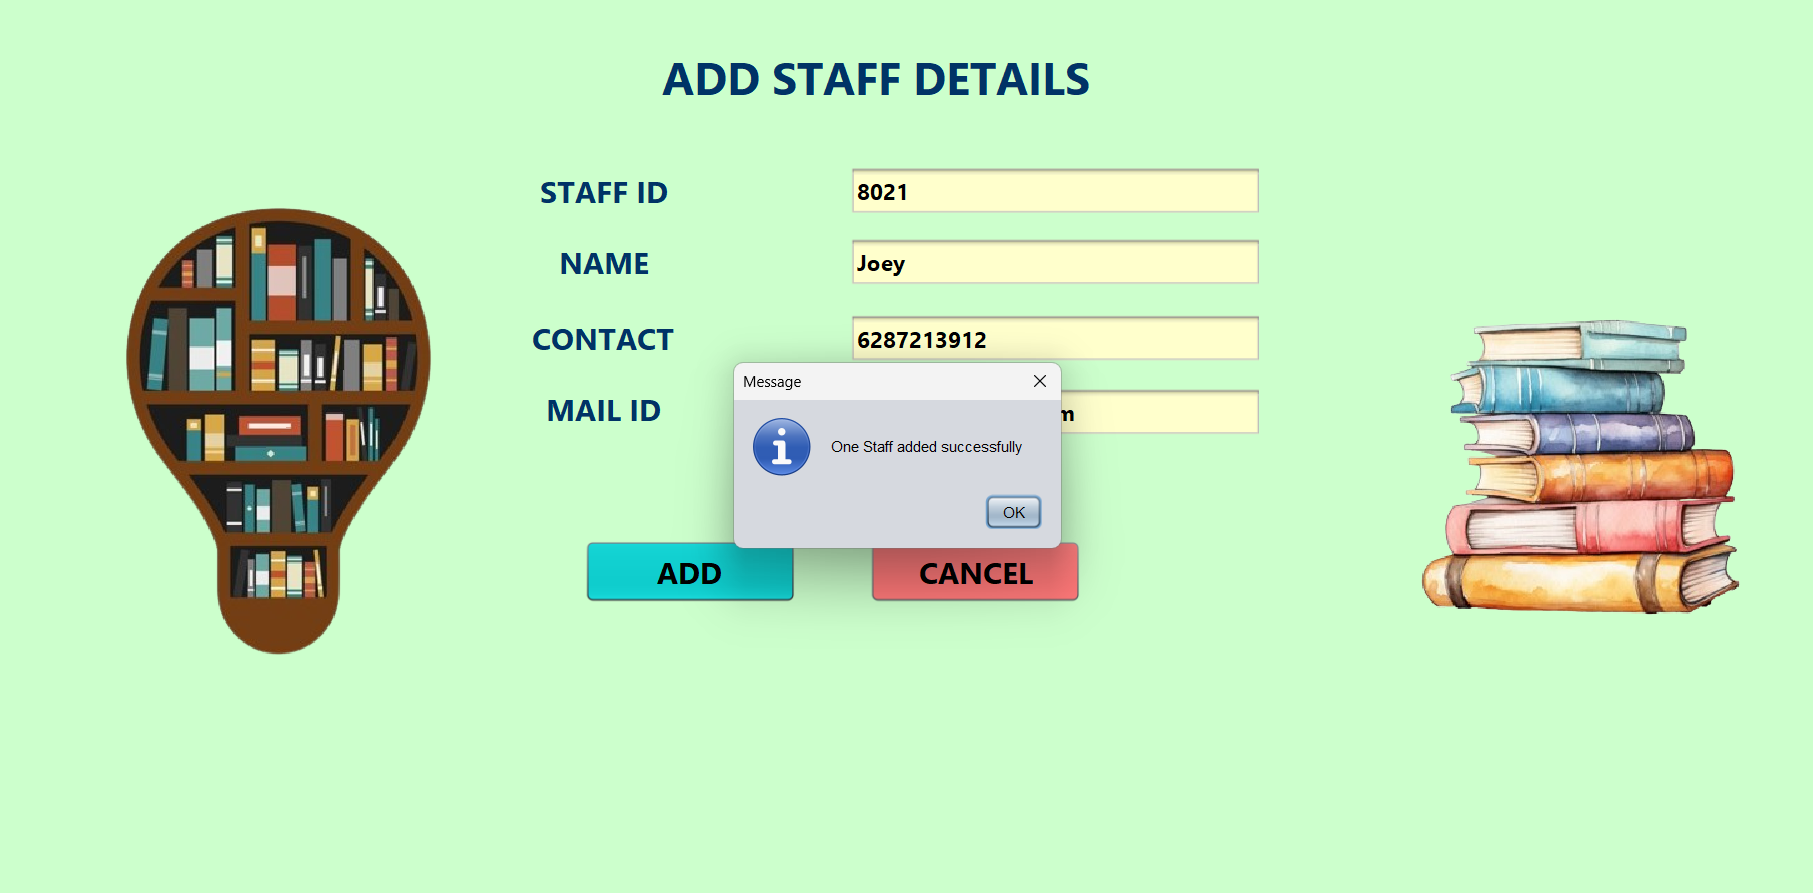 ADD STAFF DETAILS
STAFF ID 8021
NAME Joey
CONTACT 6287213912
Message
MAIL ID m
One Staff added successfully
OK
ADD CANCEL